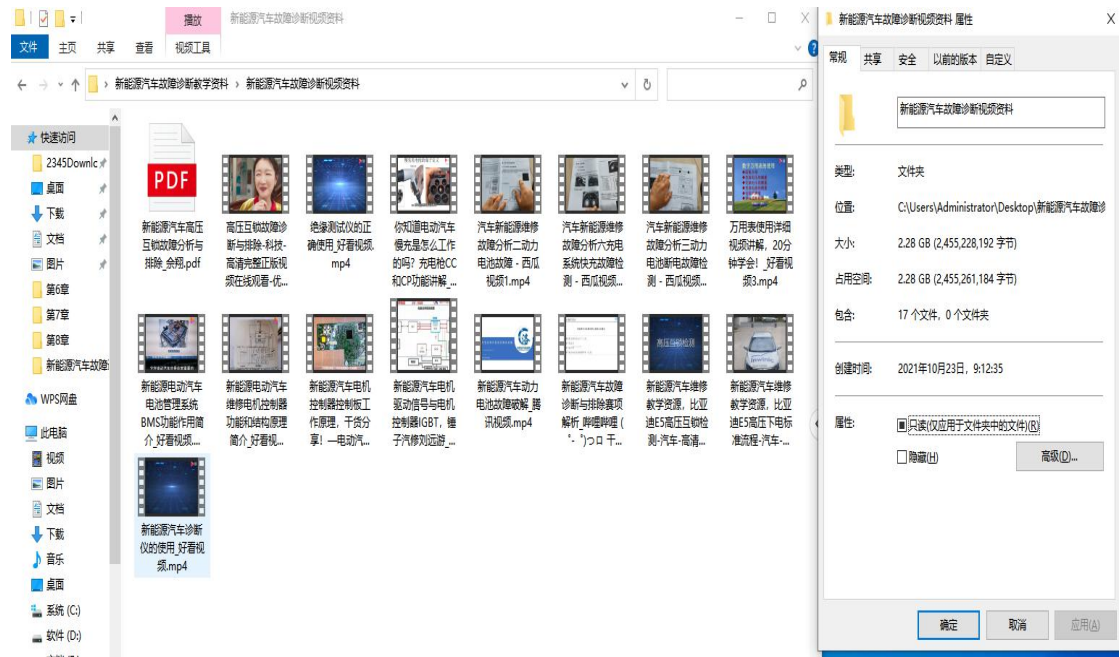 播放
新能源汽车故障诊断视频资料
文件 主页 共享 查看 视频工具
新能源汽车故障诊断教学资料 › 新能源汽车故障诊断视频资料
快速访问
2345Downlc
桌面
下载
文档
图片
第6章
第7章
第8章
新能源汽车故障
WPS网盘
此电脑
视频
图片
文档
下载
音乐
桌面
系统 (C:)
软件 (D:)
PDF
新能源汽车高压
互锁故障分析与
排除_余翔.pdf
高压互锁故障诊
断与排除-科技-
高清完整正版视
频在线观看-优...
绝缘测试仪的正
确使用_好看视频.
mp4
你知道电动汽车
慢充是怎么工作
的吗？充电枪CC
和CP功能讲解_...
汽车新能源维修
故障分析二动力
电池故障 - 西瓜
视频1.mp4
汽车新能源维修
故障分析六充电
系统快充故障检
测 - 西瓜视频...
汽车新能源维修
故障分析三动力
电池断电故障检
测 - 西瓜视频...
万用表使用详细
视频讲解，20分
钟学会！_好看视
频3.mp4
新能源电动汽车
电池管理系统
BMS功能作用简
介_好看视频....
新能源电动汽车
维修电机控制器
功能和结构原理
简介_好看视...
新能源汽车电机
控制器控制板工
作原理，干货分
享！—电动汽...
新能源汽车电机
驱动信号与电机
控制器IGBT，锤
子汽修刘远游_...
新能源汽车动力
电池故障破解_腾
讯视频.mp4
新能源汽车故障
诊断与排除赛项
解析_哔哩哔哩 (
゜-゜)つロ 干...
高压互锁检测
新能源汽车维修
教学资源，比亚
迪E5高压互锁检
测-汽车-高清...
新能源汽车维修
教学资源，比亚
迪E5高压下电标
准流程-汽车-...
新能源汽车诊断
仪的使用_好看视
频.mp4
新能源汽车故障诊断视频资料 属性
常规 共享 安全 以前的版本 自定义
新能源汽车故障诊断视频资料
类型: 文件夹
位置: C:\Users\Administrator\Desktop\新能源汽车故障诊
大小: 2.28 GB (2,455,228,192 字节)
占用空间: 2.28 GB (2,455,261,184 字节)
包含: 17 个文件，0 个文件夹
创建时间: 2021年10月23日，9:12:35
属性: 只读(仅应用于文件夹中的文件)(R)
隐藏(H) 高级(D)...
确定 取消 应用(A)